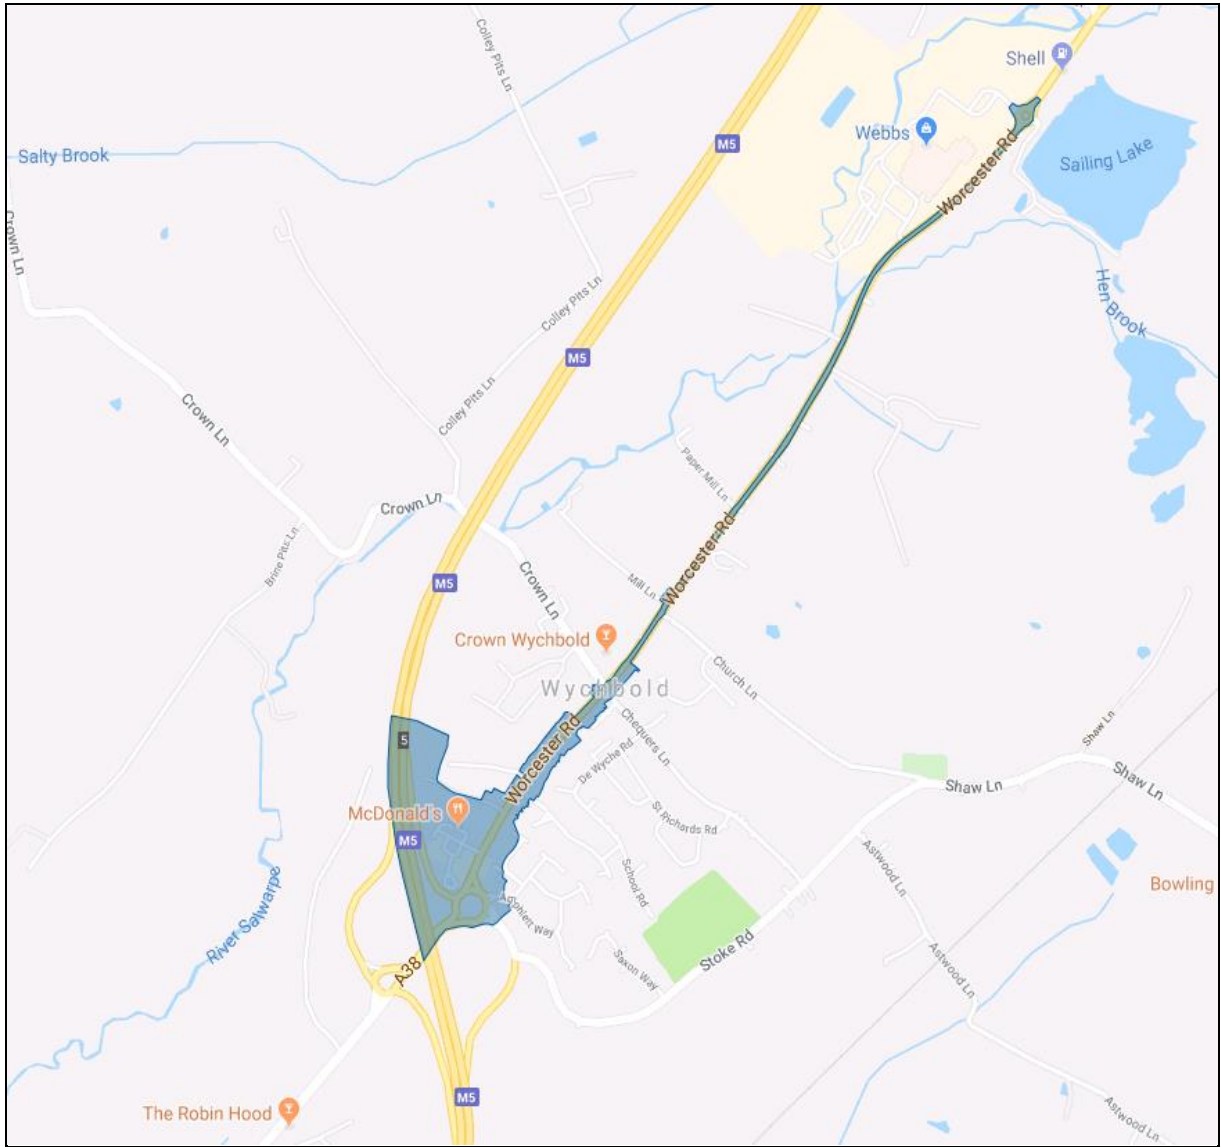 Colley Pits Ln
Shell
M5
Webbs
Salty Brook
Sailing Lake
Worcester Rd
Crown Ln
Hen Brook
Colley Pits Ln
M5
Colley Pits Ln
Crown Ln
Paper Mill Ln
Crown Ln
Worcester Rd
Brine Pits Ln
M5
Crown Ln
Mill Ln
Crown Wychbold
Church Ln
Wychbold
Chequers Ln
Shaw Ln
5
Worcester Rd
De Wyche Rd
Shaw Ln
Shaw Ln
McDonald's
St Richards Rd
M5
Astwood Ln
School Rd
Bowling
River Salwarpe
Agphlett Way
Stoke Rd
A38
Saxon Way
Astwood Ln
M5
The Robin Hood
Astwood Ln